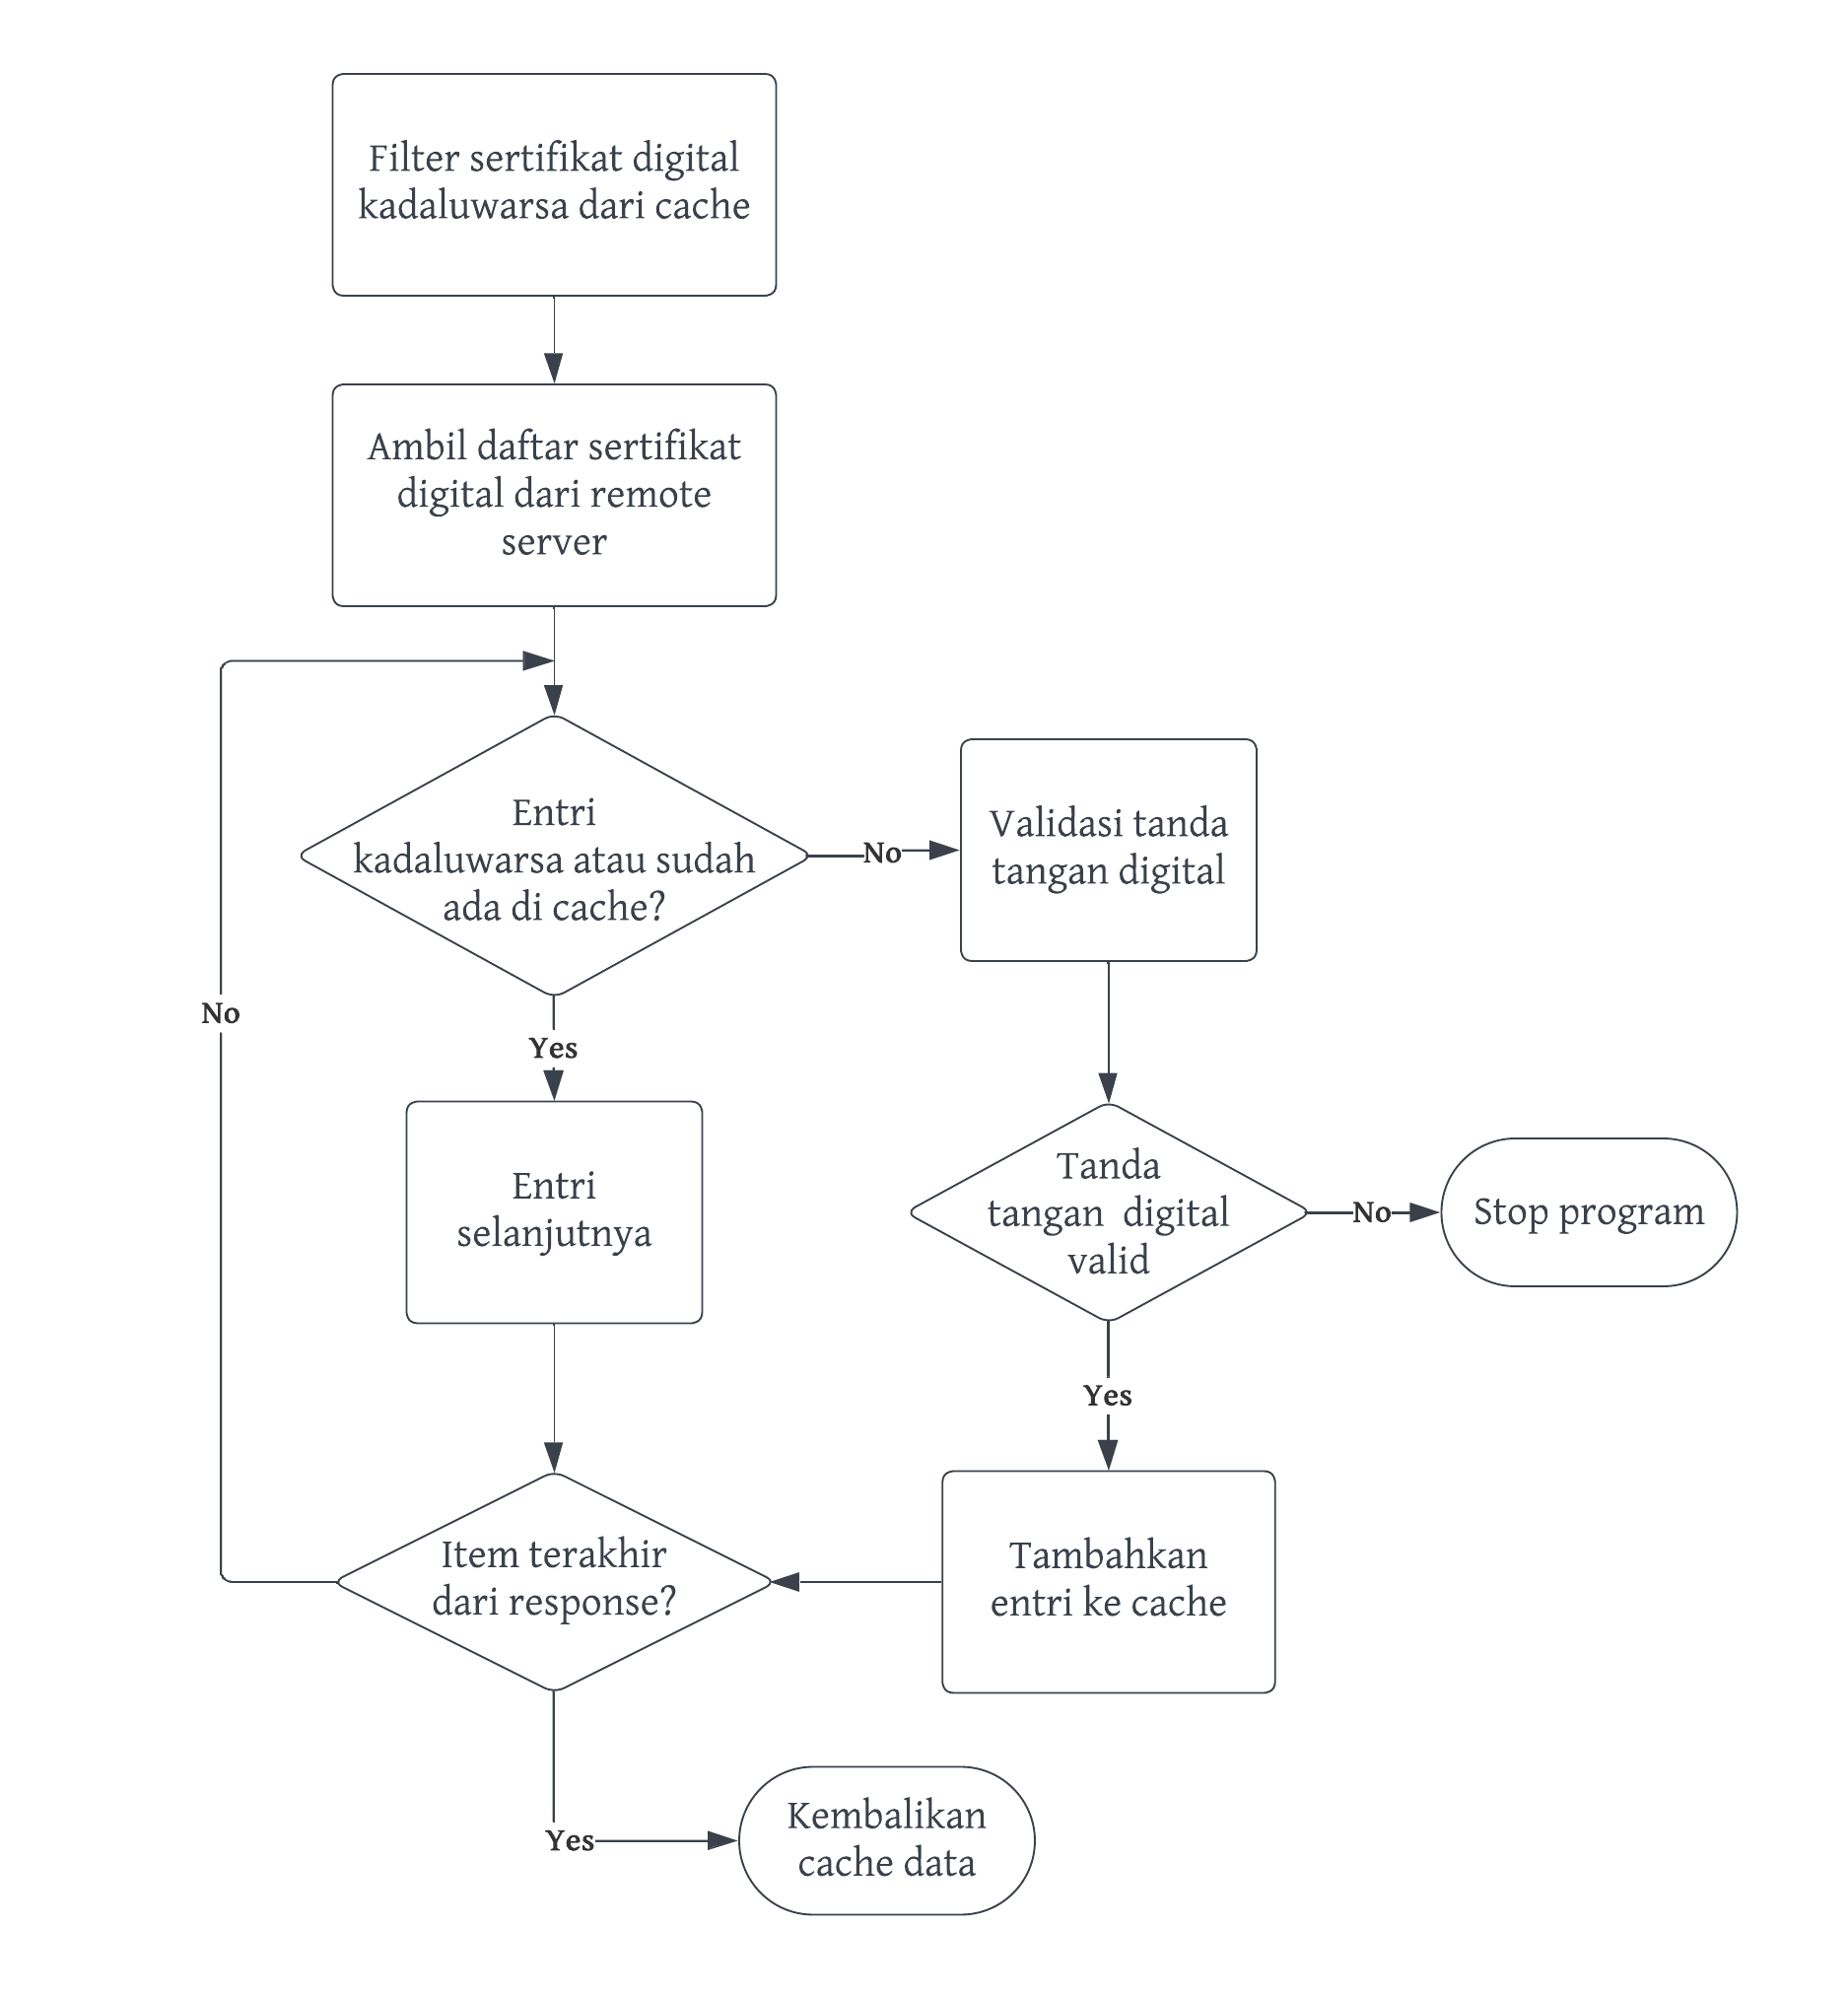 Filter sertifikat digital
kadaluwarsa dari cache
Ambil daftar sertifikat
digital dari remote
server
Entri
kadaluwarsa atau sudah
ada di cache?
No
Validasi tanda
tangan digital
No
Yes
Entri
selanjutnya
Tanda
tangan  digital
valid
No
Stop program
Yes
Item terakhir
dari response?
Tambahkan
entri ke cache
Yes
Kembalikan
cache data